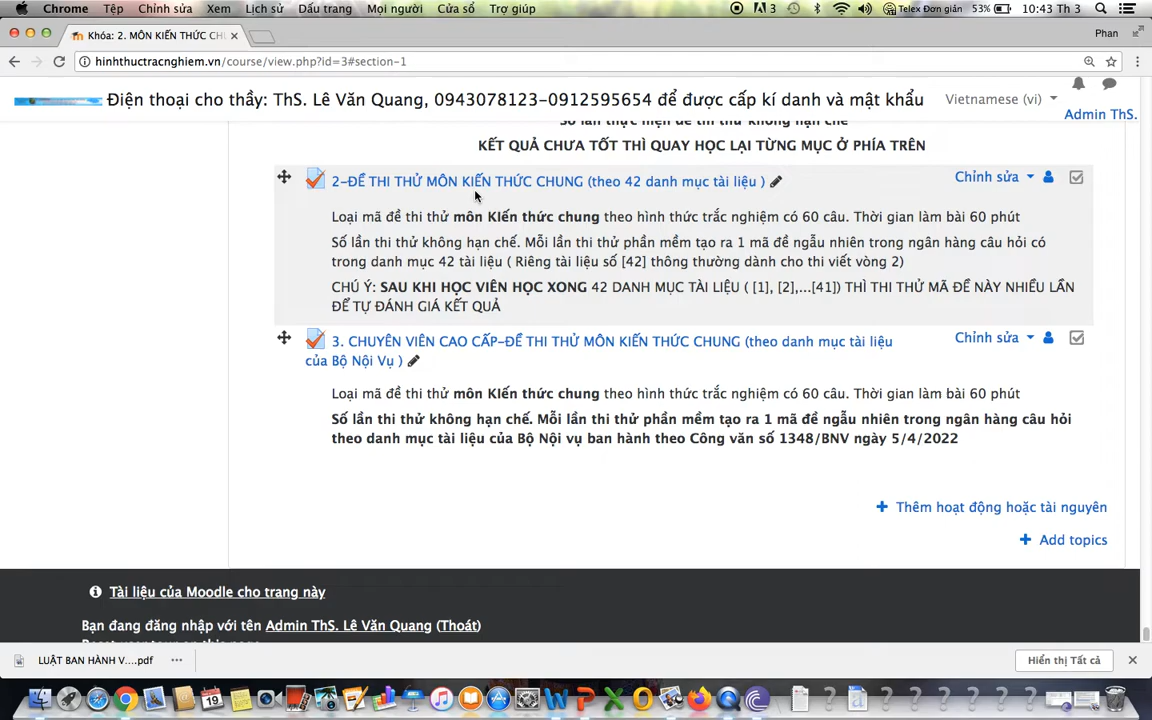 Chrome Tệp Chỉnh sửa Xem Lịch sử Dấu trang Mọi người Cửa sổ Trợ giúp 3 Telex Đơn giản 53% 10:43 Th 3
Khóa: 2. MÔN KIẾN THỨC CHU
Phan
hinhthuctracnghiem.vn/course/view.php?id=3#section-1
Điện thoại cho thầy: ThS. Lê Văn Quang, 0943078123-0912595654 để được cấp kí danh và mật khẩu
Vietnamese (vi)
Admin ThS.
Số lần thực hiện đề thi thử không hạn chế
KẾT QUẢ CHƯA TỐT THÌ QUAY HỌC LẠI TỪNG MỤC Ở PHÍA TRÊN
2-ĐỀ THI THỬ MÔN KIẾN THỨC CHUNG (theo 42 danh mục tài liệu )
Chỉnh sửa
Loại mã đề thi thử môn KIến thức chung theo hình thức trắc nghiệm có 60 câu. Thời gian làm bài 60 phút
Số lần thi thử không hạn chế. Mỗi lần thi thử phần mềm tạo ra 1 mã đề ngẫu nhiên trong ngân hàng câu hỏi có
trong danh mục 42 tài liệu ( Riêng tài liệu số [42] thông thường dành cho thi viết vòng 2)
CHÚ Ý: SAU KHI HỌC VIÊN HỌC XONG 42 DANH MỤC TÀI LIỆU ( [1], [2],...[41]) THÌ THI THỬ MÃ ĐỀ NÀY NHIỀU LẦN
ĐỂ TỰ ĐÁNH GIÁ KẾT QUẢ
3. CHUYÊN VIÊN CAO CẤP-ĐỀ THI THỬ MÔN KIẾN THỨC CHUNG (theo danh mục tài liệu
của Bộ Nội Vụ )
Chỉnh sửa
Loại mã đề thi thử môn KIến thức chung theo hình thức trắc nghiệm có 60 câu. Thời gian làm bài 60 phút
Số lần thi thử không hạn chế. Mỗi lần thi thử phần mềm tạo ra 1 mã đề ngẫu nhiên trong ngân hàng câu hỏi
theo danh mục tài liệu của Bộ Nội vụ ban hành theo Công văn số 1348/BNV ngày 5/4/2022
Thêm hoạt động hoặc tài nguyên
Add topics
Tài liệu của Moodle cho trang này
Bạn đang đăng nhập với tên Admin ThS. Lê Văn Quang (Thoát)
LUẬT BAN HÀNH V....pdf
Hiển thị Tất cả
19